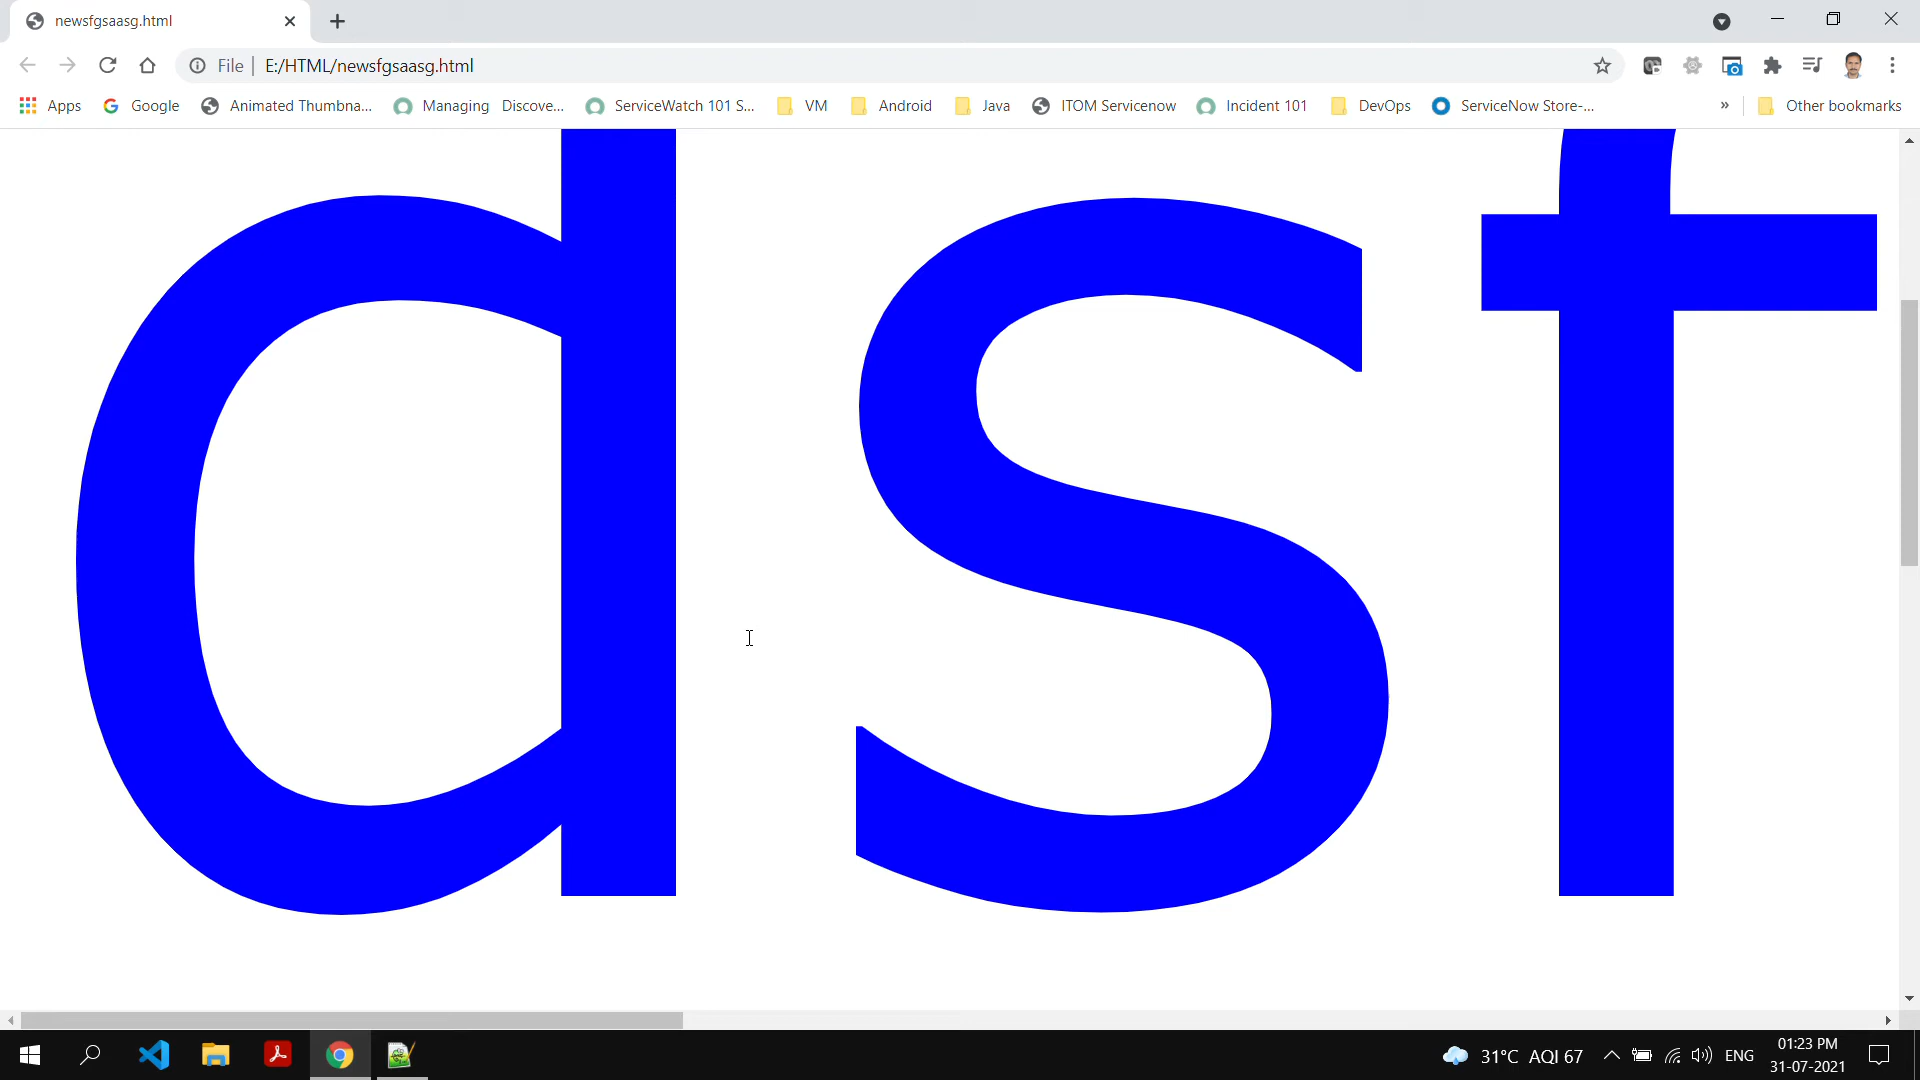 newsfgsaasg.html
File | E:/HTML/newsfgsaasg.html
Apps Google Animated Thumbna... Managing Discove... ServiceWatch 101 S... VM Android Java ITOM Servicenow Incident 101 DevOps ServiceNow Store-... » Other bookmarks
dsf
31°C AQI 67 ENG 01:23 PM
31-07-2021